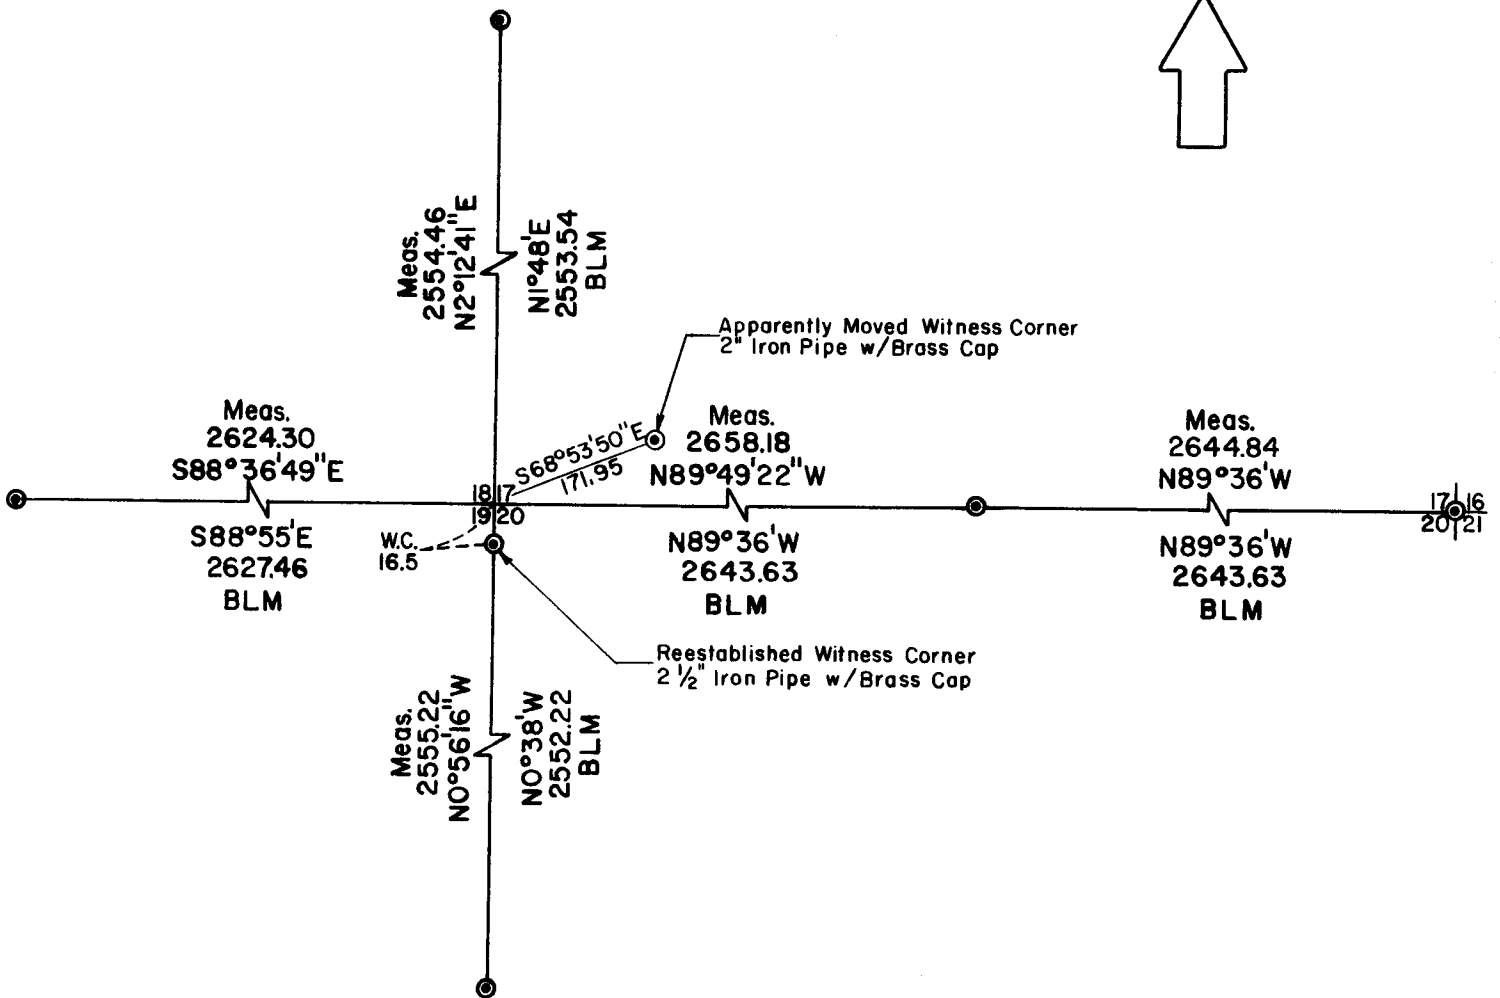 Meas.
2554.46
N2°12'41"E
N1°48'E
2553.54
BLM
Apparently Moved Witness Corner
2" Iron Pipe w/Brass Cap
Meas.
2624.30
S88°36'49"E
S88°55'E
2627.46
BLM
S68°53'50"E
171.95
18 17
19 20
W.C.
16.5
Meas.
2658.18
N89°49'22"W
N89°36'W
2643.63
BLM
Meas.
2644.84
N89°36'W
N89°36'W
2643.63
BLM
17 16
20 21
Reestablished Witness Corner
2 ½" Iron Pipe w/Brass Cap
Meas.
2555.22
N0°56'16"W
N0°38'W
2552.22
BLM